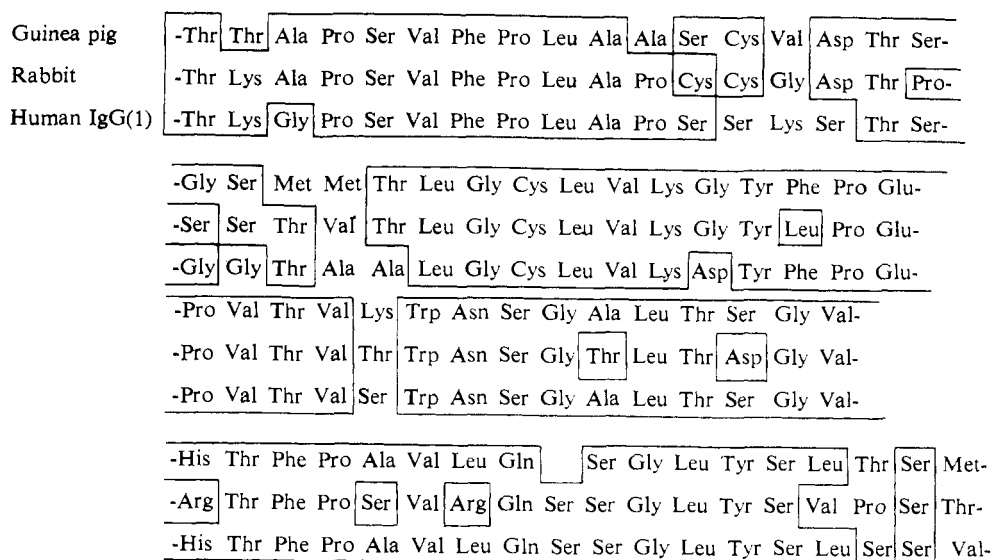 Guinea pig -Thr Thr Ala Pro Ser Val Phe Pro Leu Ala Ala Ser Cys Val Asp Thr Ser-
Rabbit -Thr Lys Ala Pro Ser Val Phe Pro Leu Ala Pro Cys Cys Gly Asp Thr Pro-
Human IgG(1) -Thr Lys Gly Pro Ser Val Phe Pro Leu Ala Pro Ser Ser Lys Ser Thr Ser-
-Gly Ser Met Met Thr Leu Gly Cys Leu Val Lys Gly Tyr Phe Pro Glu-
-Ser Ser Thr Val Thr Leu Gly Cys Leu Val Lys Gly Tyr Leu Pro Glu-
-Gly Gly Thr Ala Ala Leu Gly Cys Leu Val Lys Asp Tyr Phe Pro Glu-
-Pro Val Thr Val Lys Trp Asn Ser Gly Ala Leu Thr Ser Gly Val-
-Pro Val Thr Val Thr Trp Asn Ser Gly Thr Leu Thr Asp Gly Val-
-Pro Val Thr Val Ser Trp Asn Ser Gly Ala Leu Thr Ser Gly Val-
-His Thr Phe Pro Ala Val Leu Gln Ser Gly Leu Tyr Ser Leu Thr Ser Met-
-Arg Thr Phe Pro Ser Val Arg Gln Ser Ser Gly Leu Tyr Ser Val Pro Ser Thr-
-His Thr Phe Pro Ala Val Leu Gln Ser Ser Gly Leu Tyr Ser Leu Ser Ser Val-